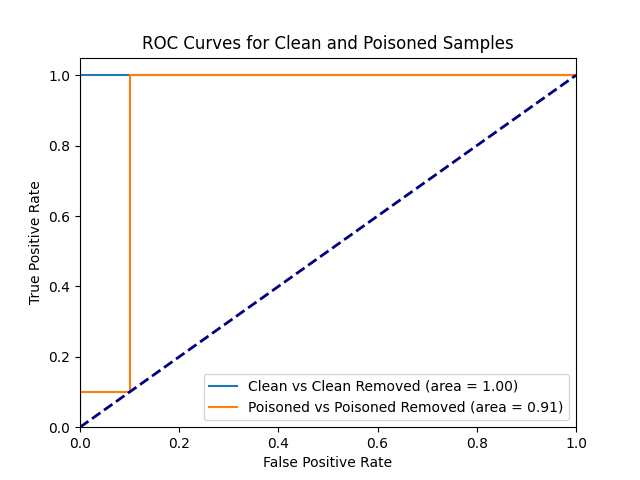 ROC Curves for Clean and Poisoned Samples
True Positive Rate
1.0
0.8
0.6
0.4
0.2
0.0
0.0 0.2 0.4 0.6 0.8 1.0
False Positive Rate
Clean vs Clean Removed (area = 1.00)
Poisoned vs Poisoned Removed (area = 0.91)